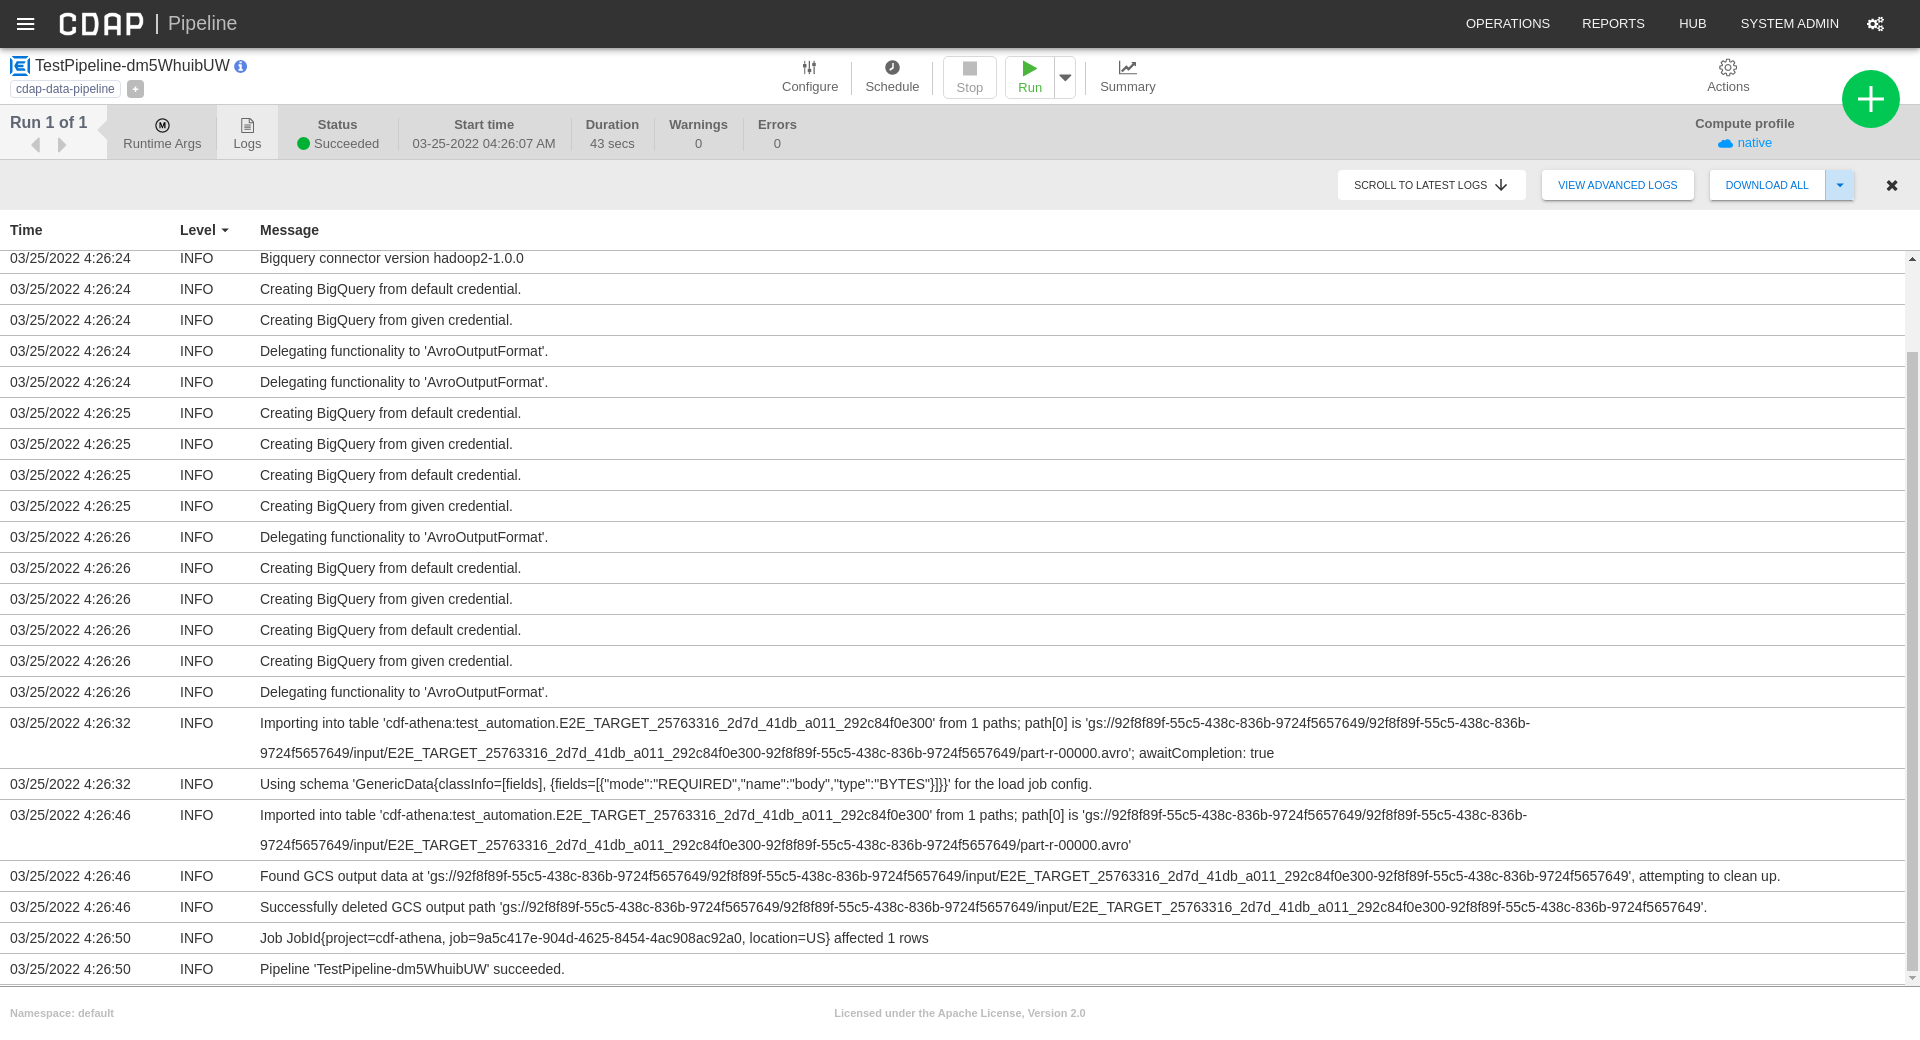 CDAP | Pipeline OPERATIONS REPORTS HUB SYSTEM ADMIN
TestPipeline-dm5WhuibUW
cdap-data-pipeline +
Configure Schedule Stop Run Summary Actions
Run 1 of 1
Runtime Args
Logs
Status
Succeeded
Start time
03-25-2022 04:26:07 AM
Duration
43 secs
Warnings
0
Errors
0
Compute profile
native
SCROLL TO LATEST LOGS VIEW ADVANCED LOGS DOWNLOAD ALL
Time Level Message
03/25/2022 4:26:24 INFO Bigquery connector version hadoop2-1.0.0
03/25/2022 4:26:24 INFO Creating BigQuery from default credential.
03/25/2022 4:26:24 INFO Creating BigQuery from given credential.
03/25/2022 4:26:24 INFO Delegating functionality to 'AvroOutputFormat'.
03/25/2022 4:26:24 INFO Delegating functionality to 'AvroOutputFormat'.
03/25/2022 4:26:25 INFO Creating BigQuery from default credential.
03/25/2022 4:26:25 INFO Creating BigQuery from given credential.
03/25/2022 4:26:25 INFO Creating BigQuery from default credential.
03/25/2022 4:26:25 INFO Creating BigQuery from given credential.
03/25/2022 4:26:26 INFO Delegating functionality to 'AvroOutputFormat'.
03/25/2022 4:26:26 INFO Creating BigQuery from default credential.
03/25/2022 4:26:26 INFO Creating BigQuery from given credential.
03/25/2022 4:26:26 INFO Creating BigQuery from default credential.
03/25/2022 4:26:26 INFO Creating BigQuery from given credential.
03/25/2022 4:26:26 INFO Delegating functionality to 'AvroOutputFormat'.
03/25/2022 4:26:32 INFO Importing into table 'cdf-athena:test_automation.E2E_TARGET_25763316_2d7d_41db_a011_292c84f0e300' from 1 paths; path[0] is 'gs://92f8f89f-55c5-438c-836b-9724f5657649/92f8f89f-55c5-438c-836b-
9724f5657649/input/E2E_TARGET_25763316_2d7d_41db_a011_292c84f0e300-92f8f89f-55c5-438c-836b-9724f5657649/part-r-00000.avro'; awaitCompletion: true
03/25/2022 4:26:32 INFO Using schema 'GenericData{classInfo=[fields], {fields=[{"mode":"REQUIRED","name":"body","type":"BYTES"}]}}' for the load job config.
03/25/2022 4:26:46 INFO Imported into table 'cdf-athena:test_automation.E2E_TARGET_25763316_2d7d_41db_a011_292c84f0e300' from 1 paths; path[0] is 'gs://92f8f89f-55c5-438c-836b-9724f5657649/92f8f89f-55c5-438c-836b-
9724f5657649/input/E2E_TARGET_25763316_2d7d_41db_a011_292c84f0e300-92f8f89f-55c5-438c-836b-9724f5657649/part-r-00000.avro'
03/25/2022 4:26:46 INFO Found GCS output data at 'gs://92f8f89f-55c5-438c-836b-9724f5657649/92f8f89f-55c5-438c-836b-9724f5657649/input/E2E_TARGET_25763316_2d7d_41db_a011_292c84f0e300-92f8f89f-55c5-438c-836b-9724f5657649', attempting to clean up.
03/25/2022 4:26:46 INFO Successfully deleted GCS output path 'gs://92f8f89f-55c5-438c-836b-9724f5657649/92f8f89f-55c5-438c-836b-9724f5657649/input/E2E_TARGET_25763316_2d7d_41db_a011_292c84f0e300-92f8f89f-55c5-438c-836b-9724f5657649'.
03/25/2022 4:26:50 INFO Job JobId{project=cdf-athena, job=9a5c417e-904d-4625-8454-4ac908ac92a0, location=US} affected 1 rows
03/25/2022 4:26:50 INFO Pipeline 'TestPipeline-dm5WhuibUW' succeeded.
Namespace: default Licensed under the Apache License, Version 2.0